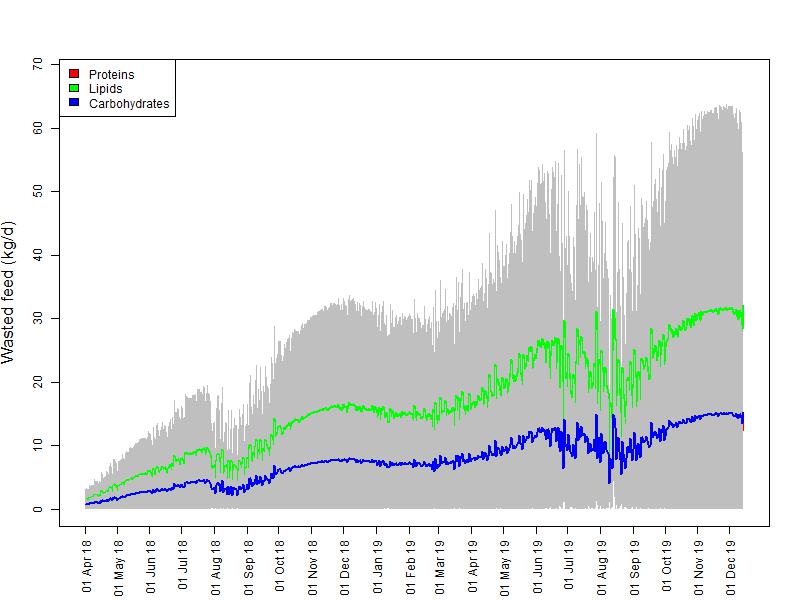 Proteins
Lipids
Carbohydrates
Wasted feed (kg/d)
70
60
50
40
30
20
10
0
01 Apr 18
01 May 18
01 Jun 18
01 Jul 18
01 Aug 18
01 Sep 18
01 Oct 18
01 Nov 18
01 Dec 18
01 Jan 19
01 Feb 19
01 Mar 19
01 Apr 19
01 May 19
01 Jun 19
01 Jul 19
01 Aug 19
01 Sep 19
01 Oct 19
01 Nov 19
01 Dec 19